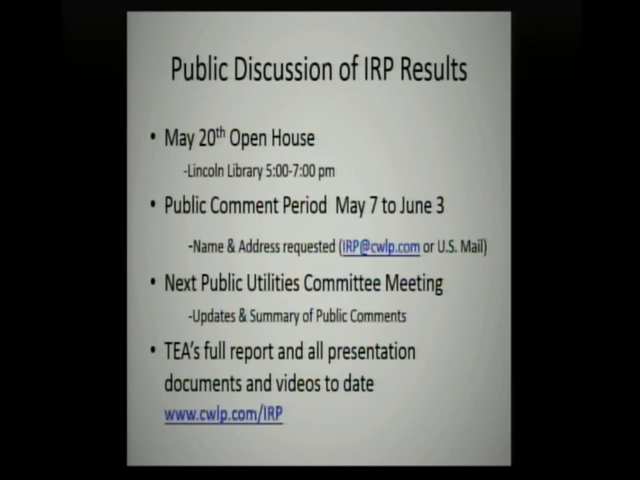 Public Discussion of IRP Results
• May 20th Open House
-Lincoln Library 5:00-7:00 pm
• Public Comment Period  May 7 to June 3
-Name & Address requested (IRP@cwlp.com or U.S. Mail)
• Next Public Utilities Committee Meeting
-Updates & Summary of Public Comments
• TEA's full report and all presentation
documents and videos to date
www.cwlp.com/IRP